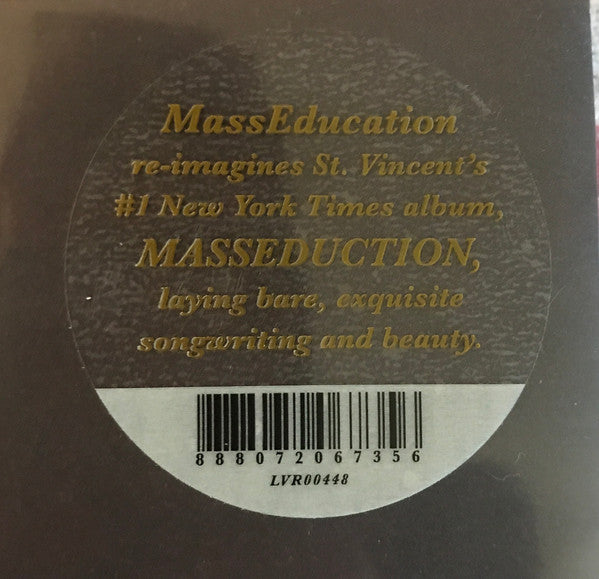 MassEducation
re-imagines St. Vincent's
#1 New York Times album,
MASSEDUCTION,
laying bare, exquisite
songwriting and beauty.
888072067356
LVR00448